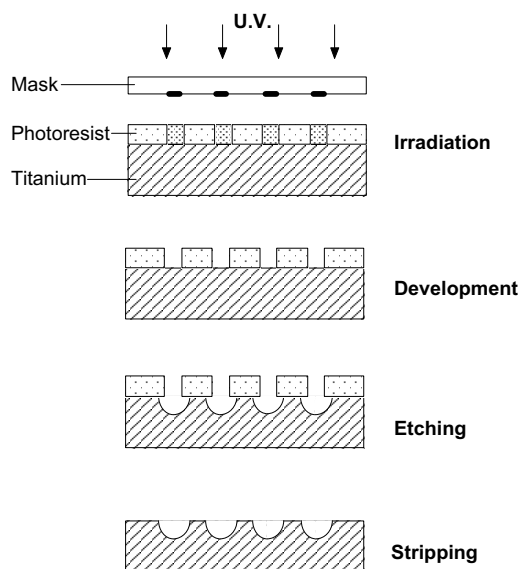 U.V.
Mask
Photoresist
Irradiation
Titanium
Development
Etching
Stripping